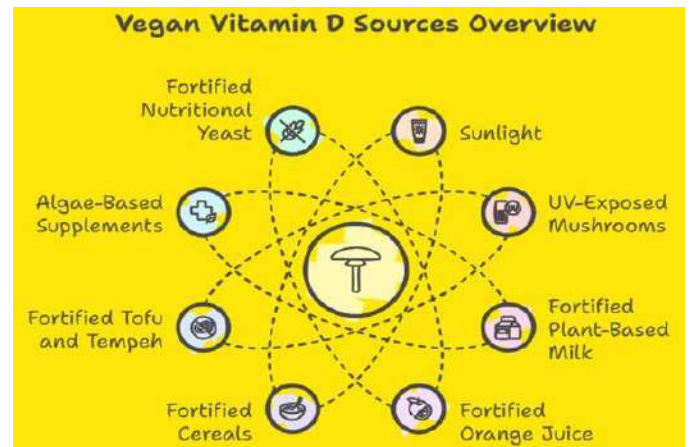 Vegan Vitamin D Sources Overview
Fortified
Nutritional
Yeast
Sunlight
Algae-Based
Supplements
UV-Exposed
Mushrooms
Fortified Tofu
and Tempeh
Fortified
Plant-Based
Milk
Fortified
Cereals
Fortified
Orange Juice